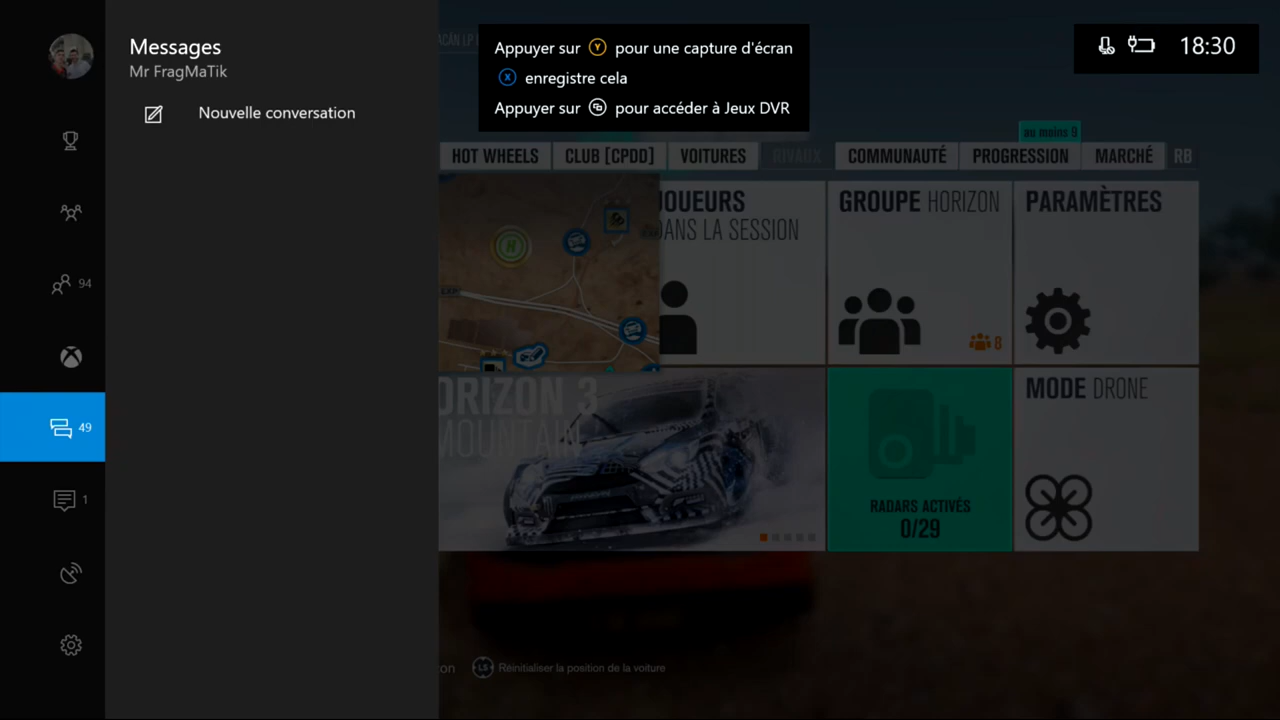 Messages
Mr FragMaTik
Nouvelle conversation
94
49
1
Appuyer sur Y pour une capture d'écran
X enregistre cela
Appuyer sur pour accéder à Jeux DVR
18:30
au moins 9
HOT WHEELS CLUB [CPDD] VOITURES RIVAUX COMMUNAUTÉ PROGRESSION MARCHÉ RB
JOUEURS
DANS LA SESSION
GROUPE HORIZON
8
PARAMÈTRES
ORIZON 3
MOUNTAIN
RADARS ACTIVÉS
0/29
MODE DRONE
on LS Réinitialiser la position de la voiture